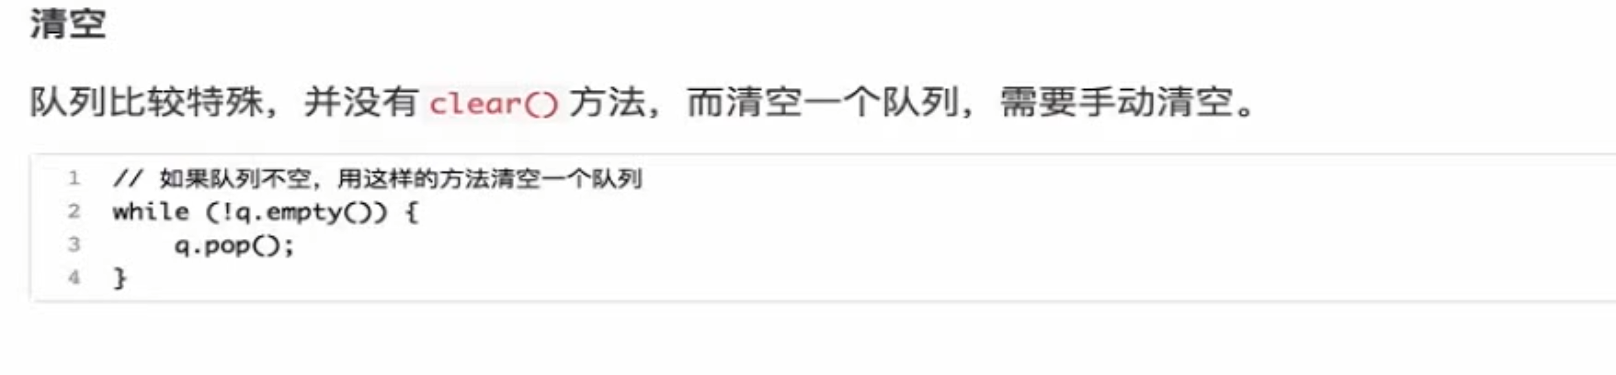 清空
队列比较特殊，并没有 clear() 方法，而清空一个队列，需要手动清空。
1 // 如果队列不空，用这样的方法清空一个队列
2 while (!q.empty()) {
3     q.pop();
4 }